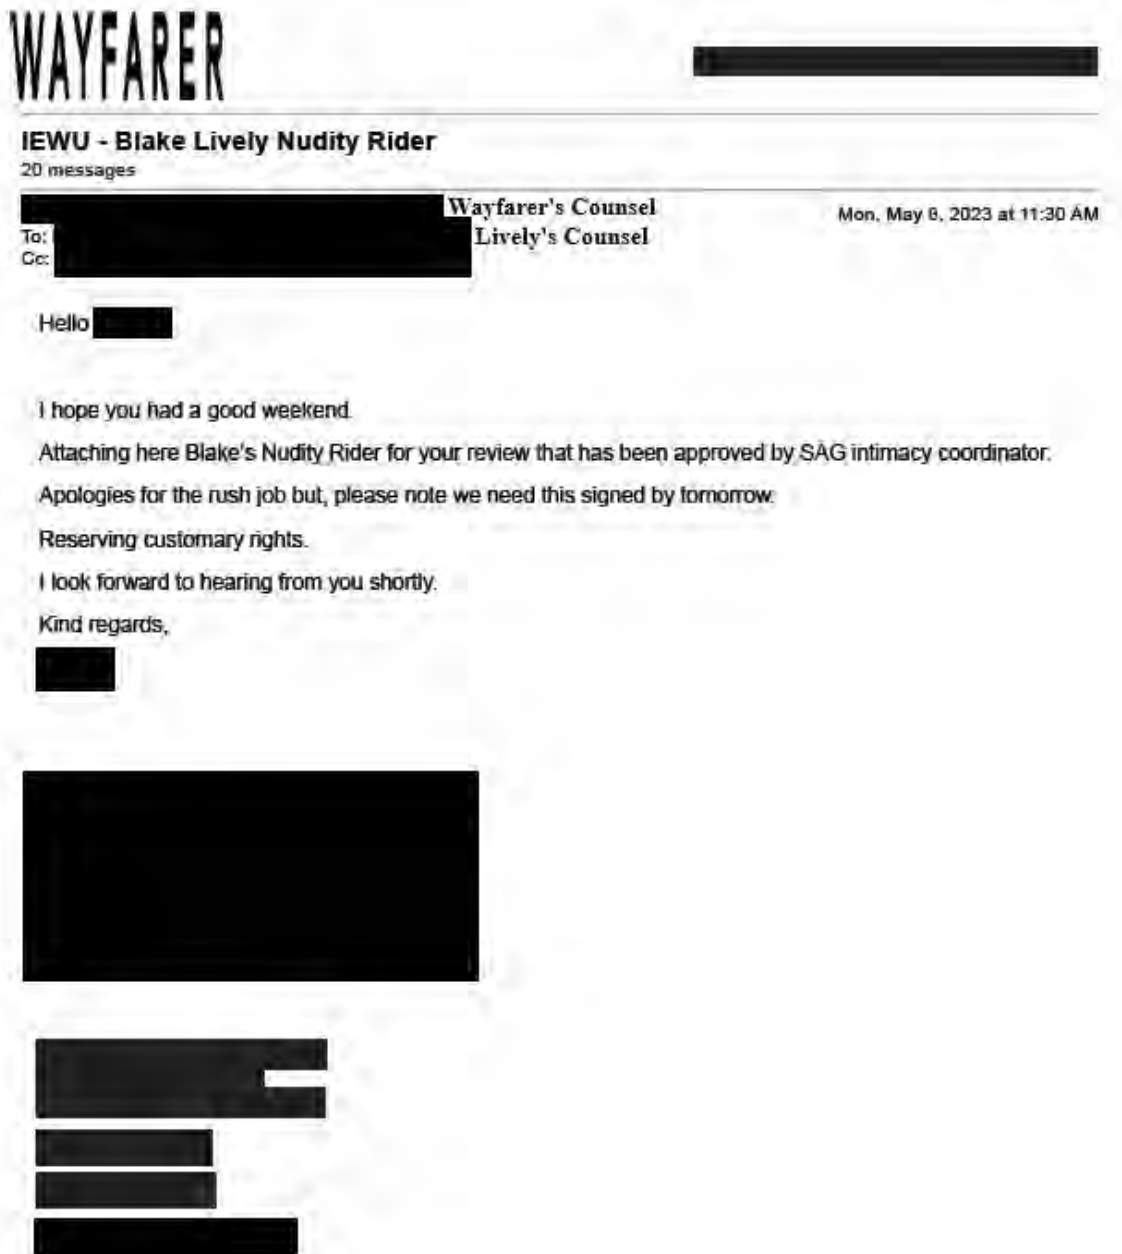 WAYFARER
IEWU - Blake Lively Nudity Rider
20 messages
Wayfarer's Counsel
Mon, May 8, 2023 at 11:30 AM
To: Lively's Counsel
Cc:
Hello
I hope you had a good weekend.
Attaching here Blake's Nudity Rider for your review that has been approved by SAG intimacy coordinator.
Apologies for the rush job but, please note we need this signed by tomorrow.
Reserving customary rights.
I look forward to hearing from you shortly.
Kind regards,